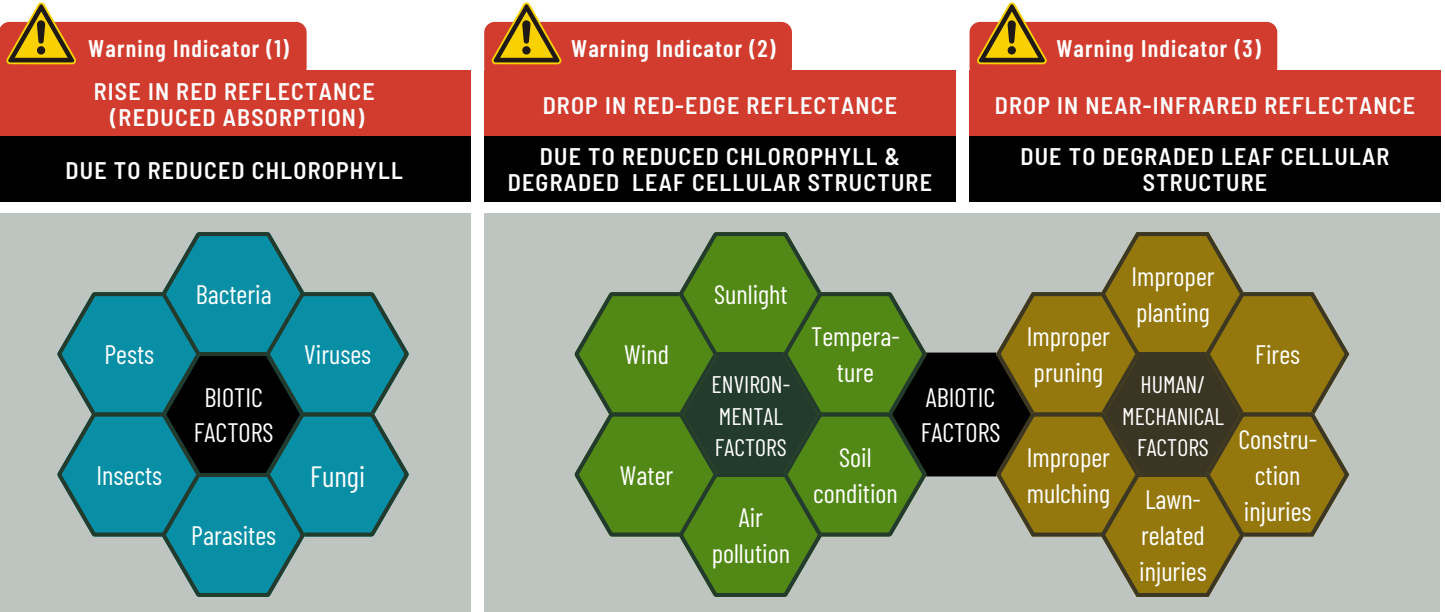 Warning Indicator (1)
RISE IN RED REFLECTANCE
(REDUCED ABSORPTION)
DUE TO REDUCED CHLOROPHYLL
Warning Indicator (2)
DROP IN RED-EDGE REFLECTANCE
DUE TO REDUCED CHLOROPHYLL &
DEGRADED LEAF CELLULAR STRUCTURE
Warning Indicator (3)
DROP IN NEAR-INFRARED REFLECTANCE
DUE TO DEGRADED LEAF CELLULAR
STRUCTURE
Bacteria
Pests
Viruses
BIOTIC
FACTORS
Insects
Fungi
Parasites
Sunlight
Wind
Tempera-
ture
ENVIRON-
MENTAL
FACTORS
Water
Soil
condition
Air
pollution
ABIOTIC
FACTORS
Improper
planting
Improper
pruning
Fires
HUMAN/
MECHANICAL
FACTORS
Improper
mulching
Constru-
ction
injuries
Lawn-
related
injuries